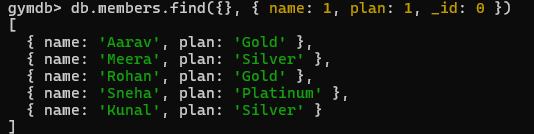 gymdb> db.members.find({}, { name: 1, plan: 1, _id: 0 })
[
  { name: 'Aarav', plan: 'Gold' },
  { name: 'Meera', plan: 'Silver' },
  { name: 'Rohan', plan: 'Gold' },
  { name: 'Sneha', plan: 'Platinum' },
  { name: 'Kunal', plan: 'Silver' }
]